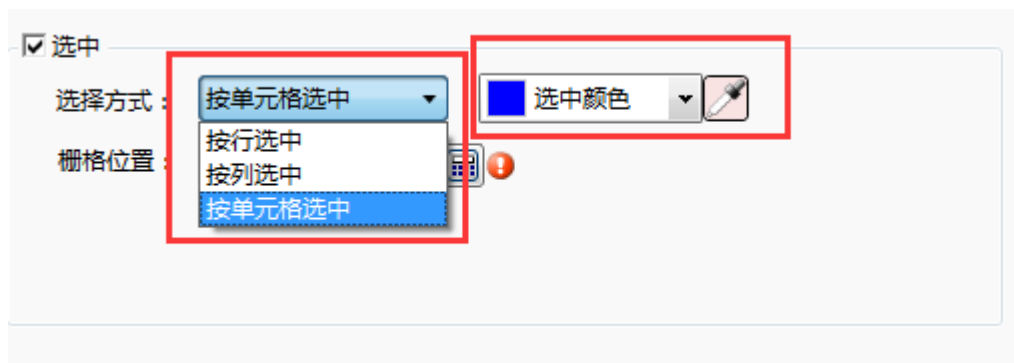 选中
选择方式： 按单元格选中 选中颜色
按行选中
栅格位置：
按列选中
按单元格选中